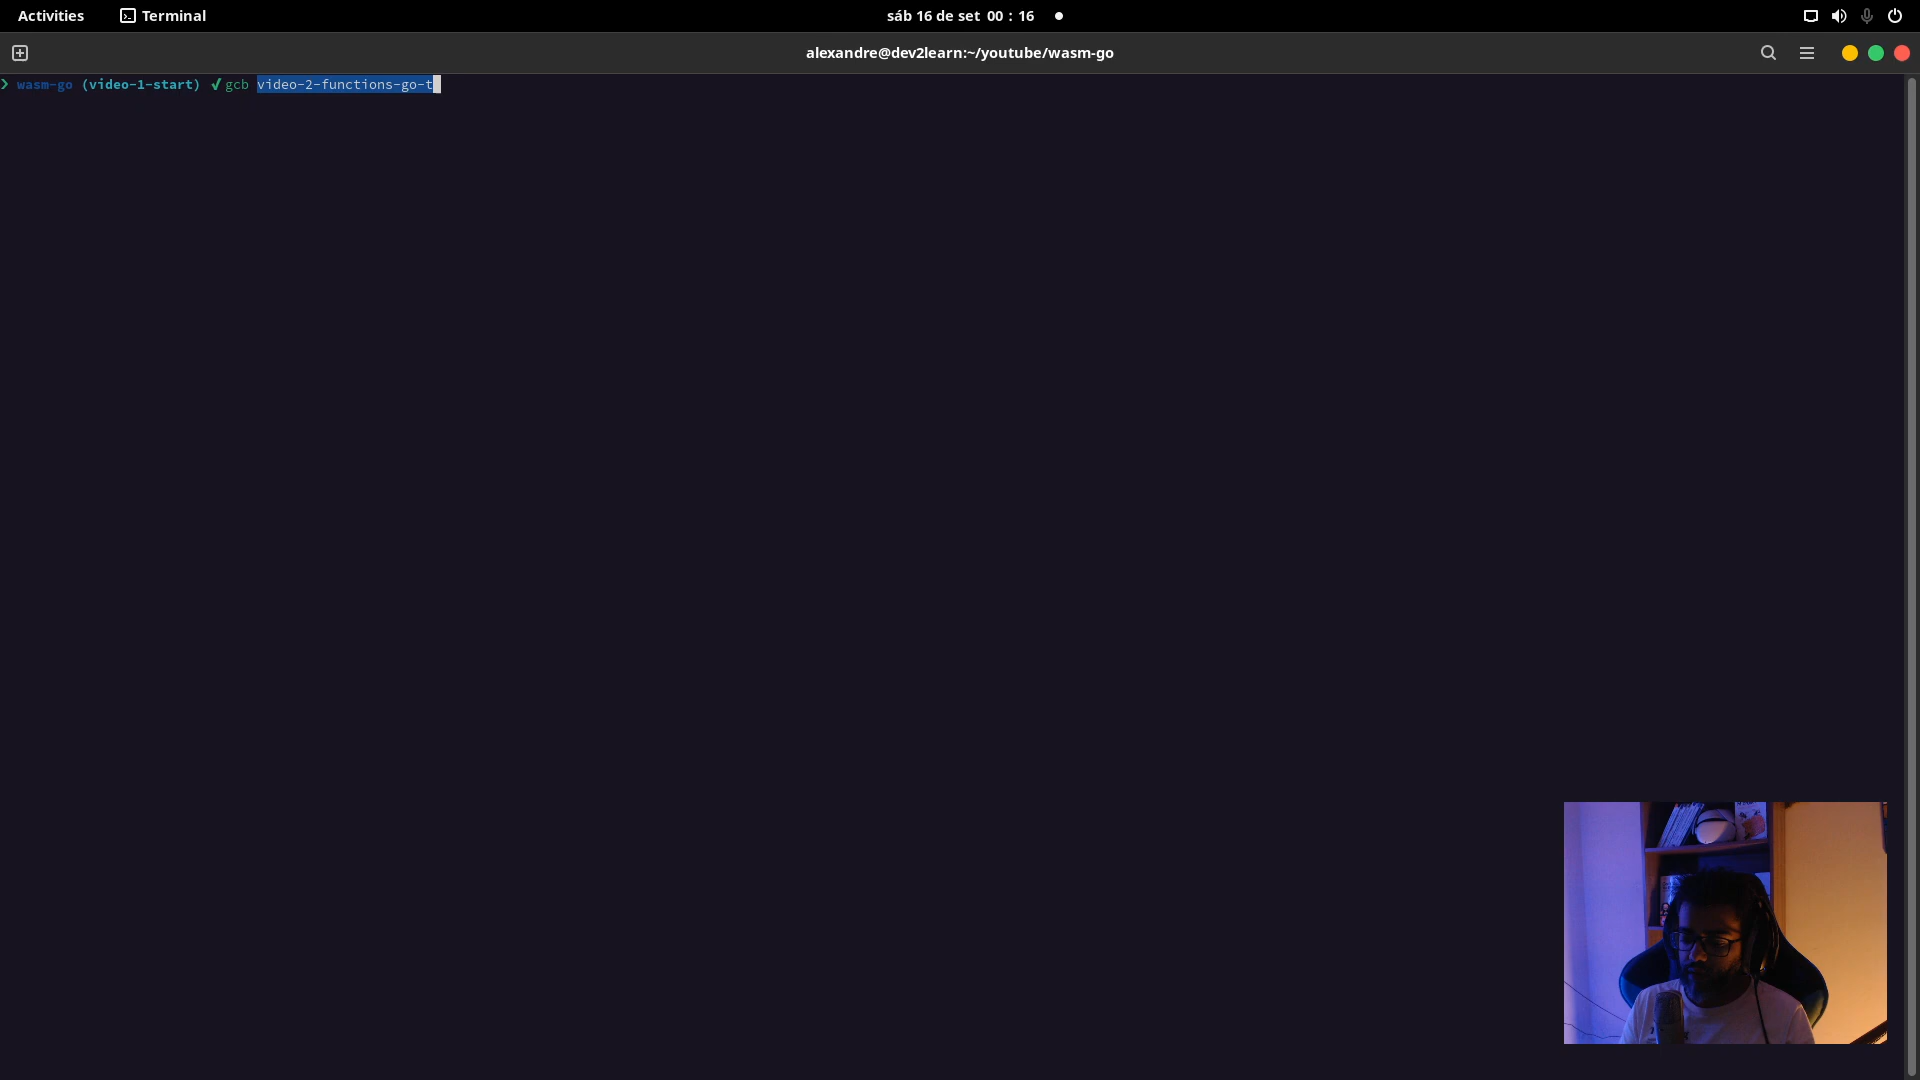 Activities Terminal sáb 16 de set 00 : 16
alexandre@dev2learn:~/youtube/wasm-go
❯ wasm-go (video-1-start) ✔ gcb video-2-functions-go-t